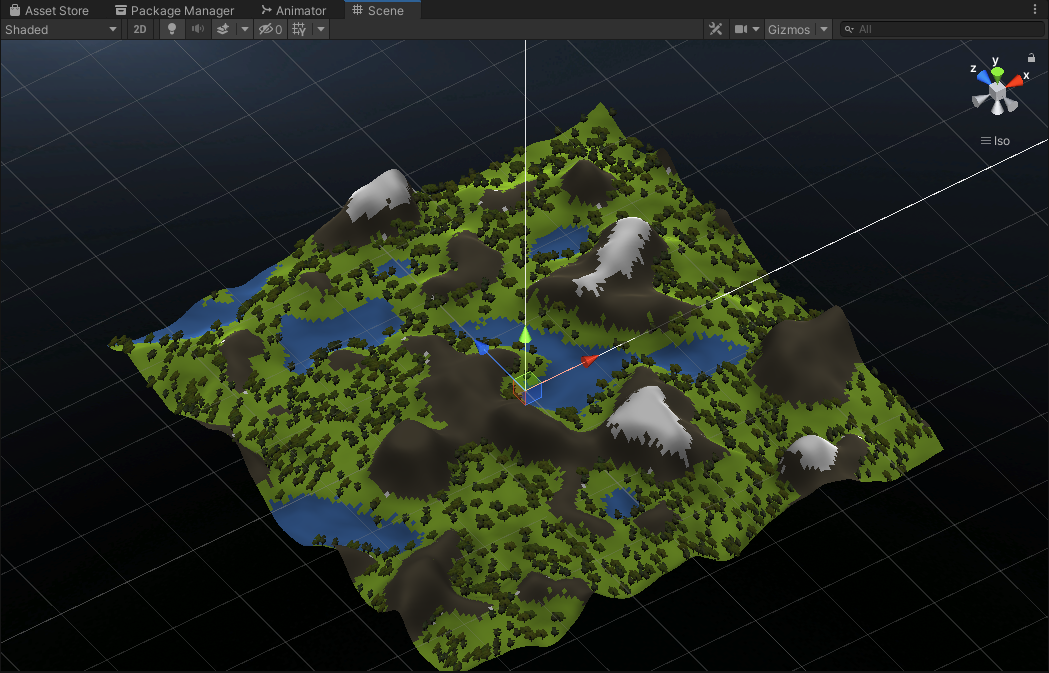 Asset Store Package Manager Animator Scene
Shaded 2D 0 Gizmos All
y
z x
Iso